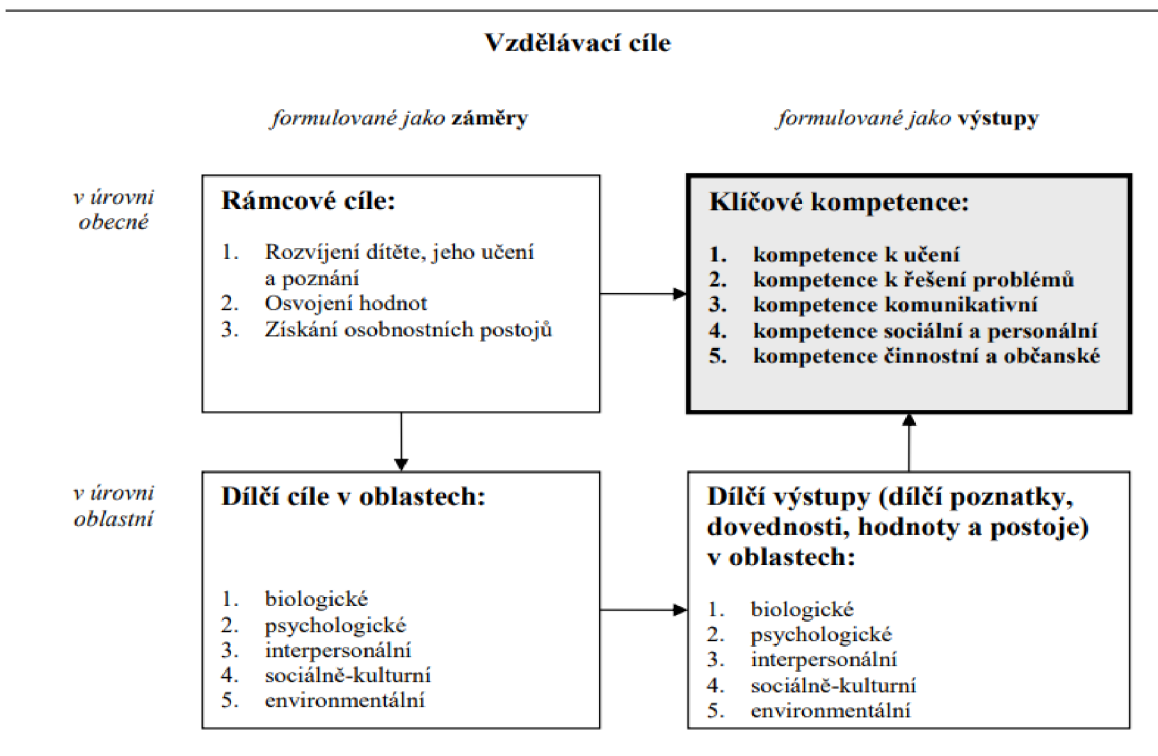 Vzdělávací cíle
formulované jako záměry
formulované jako výstupy
v úrovni
obecné
Rámcové cíle:
1. Rozvíjení dítěte, jeho učení
a poznání
2. Osvojení hodnot
3. Získání osobnostních postojů
Klíčové kompetence:
1. kompetence k učení
2. kompetence k řešení problémů
3. kompetence komunikativní
4. kompetence sociální a personální
5. kompetence činnostní a občanské
v úrovni
oblastní
Dílčí cíle v oblastech:
1. biologické
2. psychologické
3. interpersonální
4. sociálně-kulturní
5. environmentální
Dílčí výstupy (dílčí poznatky,
dovednosti, hodnoty a postoje)
v oblastech:
1. biologické
2. psychologické
3. interpersonální
4. sociálně-kulturní
5. environmentální